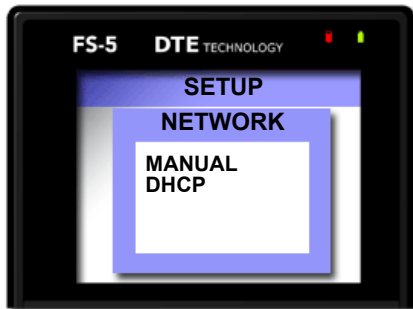 FS-5 DTE TECHNOLOGY
SETUP
NETWORK
MANUAL
DHCP